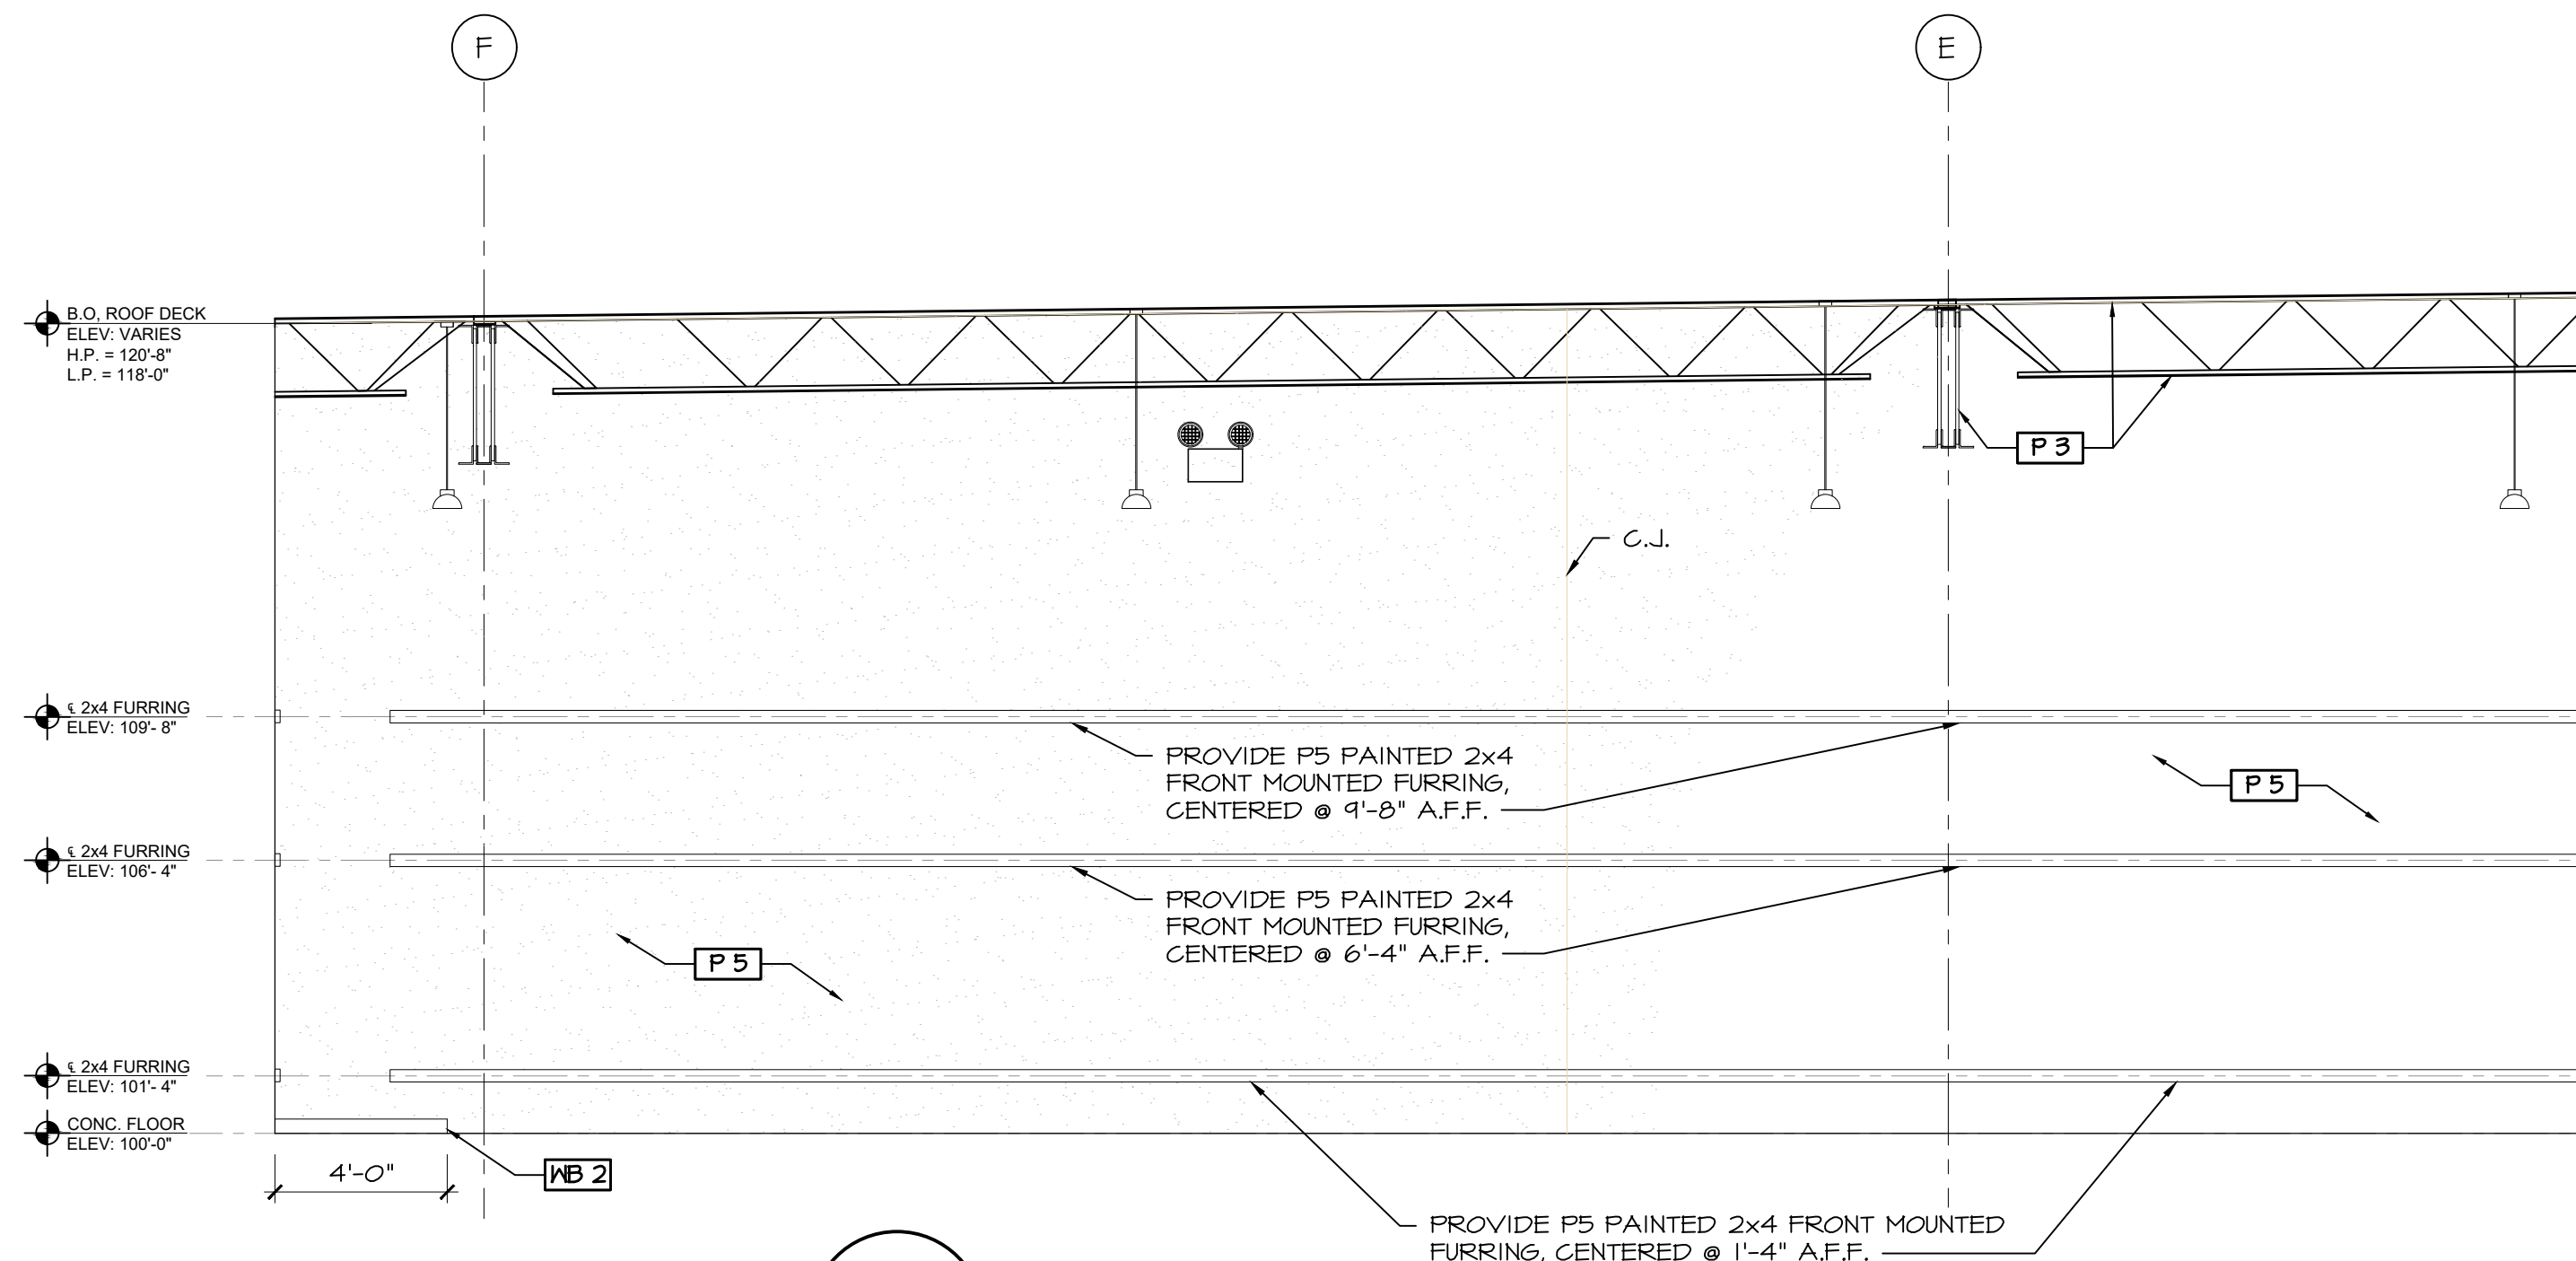 F
E
B.O, ROOF DECK
ELEV: VARIES
H.P. = 120'-8"
L.P. = 118'-0"
P 3
C.J.
℄ 2x4 FURRING
ELEV: 109'- 8"
PROVIDE P5 PAINTED 2x4
FRONT MOUNTED FURRING,
CENTERED @ 9'-8" A.F.F.
P 5
℄ 2x4 FURRING
ELEV: 106'- 4"
PROVIDE P5 PAINTED 2x4
FRONT MOUNTED FURRING,
CENTERED @ 6'-4" A.F.F.
P 5
℄ 2x4 FURRING
ELEV: 101'- 4"
CONC. FLOOR
ELEV: 100'-0"
4'-0"
WB 2
PROVIDE P5 PAINTED 2x4 FRONT MOUNTED
FURRING, CENTERED @ 1'-4" A.F.F.